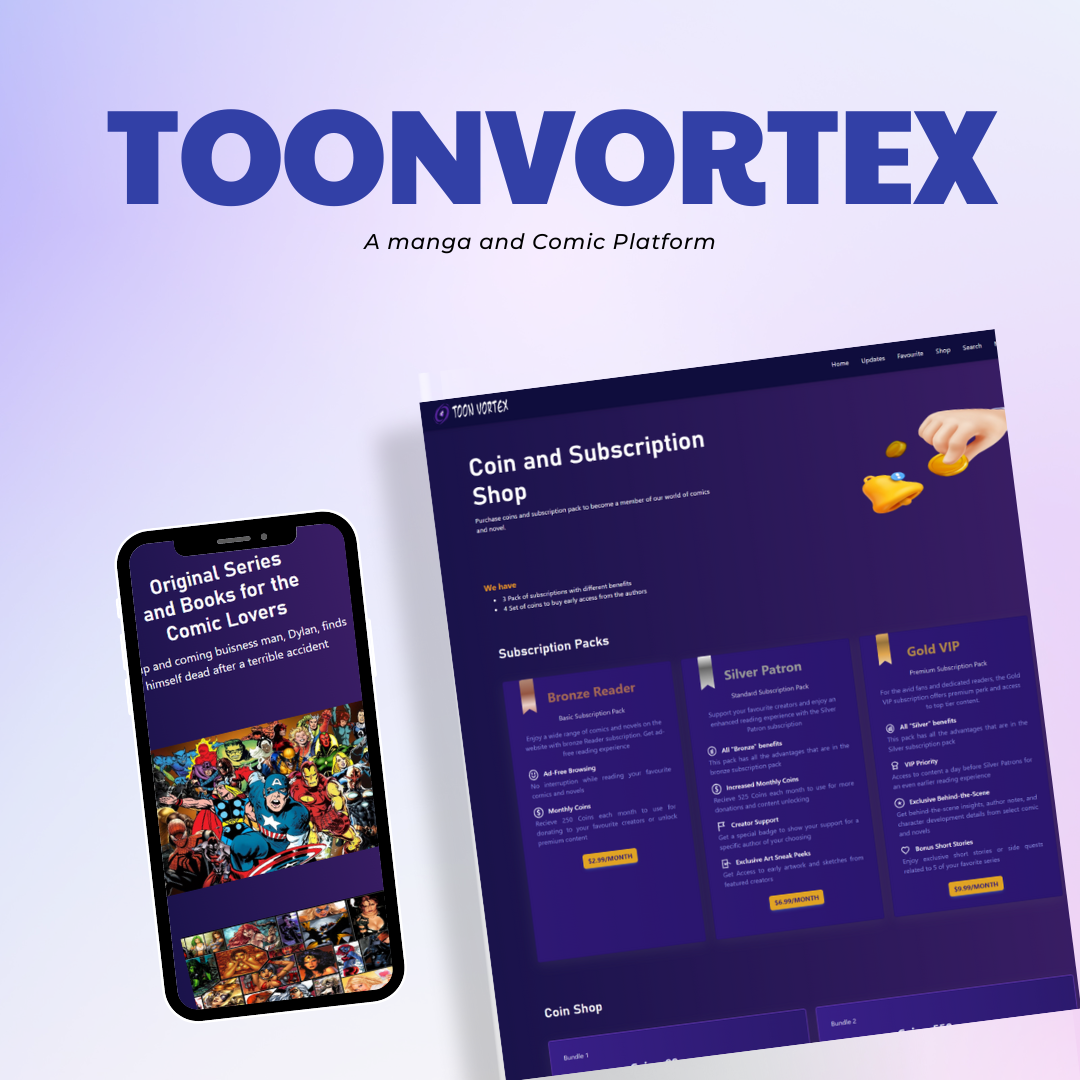 TOONVORTEX
A manga and Comic Platform
TOON VORTEX
Home Updates Favourite Shop Search
Coin and Subscription
Shop
Purchase coins and subscription pack to become a member of our world of comics
and novel.
We have
3 Pack of subscriptions with different benefits
4 Set of coins to buy early access from the authors
Subscription Packs
Bronze Reader
Basic Subscription Pack
Enjoy a wide range of comics and novels on the
website with bronze Reader subscription. Get ad-
free reading experience
Ad-Free Browsing
No interruption while reading your favourite
comics and novels
Monthly Coins
Recieve 250 Coins each month to use for
donating to your favourite creators or unlock
premium content
$2.99/MONTH
Silver Patron
Standard Subscription Pack
Support your favourite creators and enjoy an
enhanced reading experience with the Silver
Patron subscription
All "Bronze" benefits
This pack has all the advantages that are in the
bronze subscription pack
Increased Monthly Coins
Recieve 525 Coins each month to use for more
donations and content unlocking
Creator Support
Get a special badge to show your support for a
specific author of your choosing
Exclusive Art Sneak Peeks
Get Access to early artwork and sketches from
featured creators
$6.99/MONTH
Gold VIP
Premium Subscription Pack
For the avid fans and dedicated readers, the Gold
VIP subscription offers premium pack and access
to top tier content.
All "Silver" benefits
This pack has all the advantages that are in the
Silver subscription pack
VIP Priority
Access to content a day before Silver Patrons for
an even earlier reading experience
Exclusive Behind-the-Scene
Get behind-the-scene insights, author notes, and
character development details from select comic
and novels
Bonus Short Stories
Enjoy exclusive short stories or side quests
related to 5 of your favorite series
$9.99/MONTH
Coin Shop
Bundle 1
Bundle 2
Original Series
and Books for the
Comic Lovers
and coming buisness man, Dylan, finds
himself dead after a terrible accident